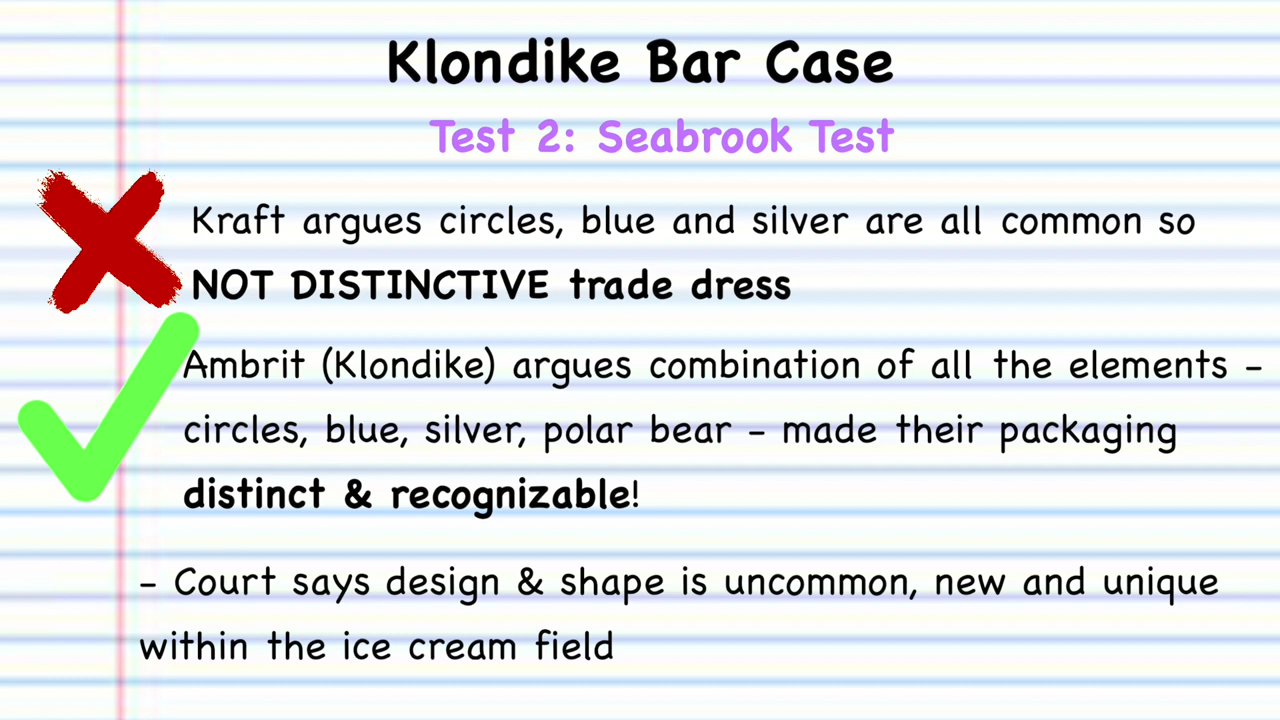 Klondike Bar Case
Test 2: Seabrook Test
Kraft argues circles, blue and silver are all common so
NOT DISTINCTIVE trade dress
Ambrit (Klondike) argues combination of all the elements –
circles, blue, silver, polar bear – made their packaging
distinct & recognizable!
– Court says design & shape is uncommon, new and unique
within the ice cream field